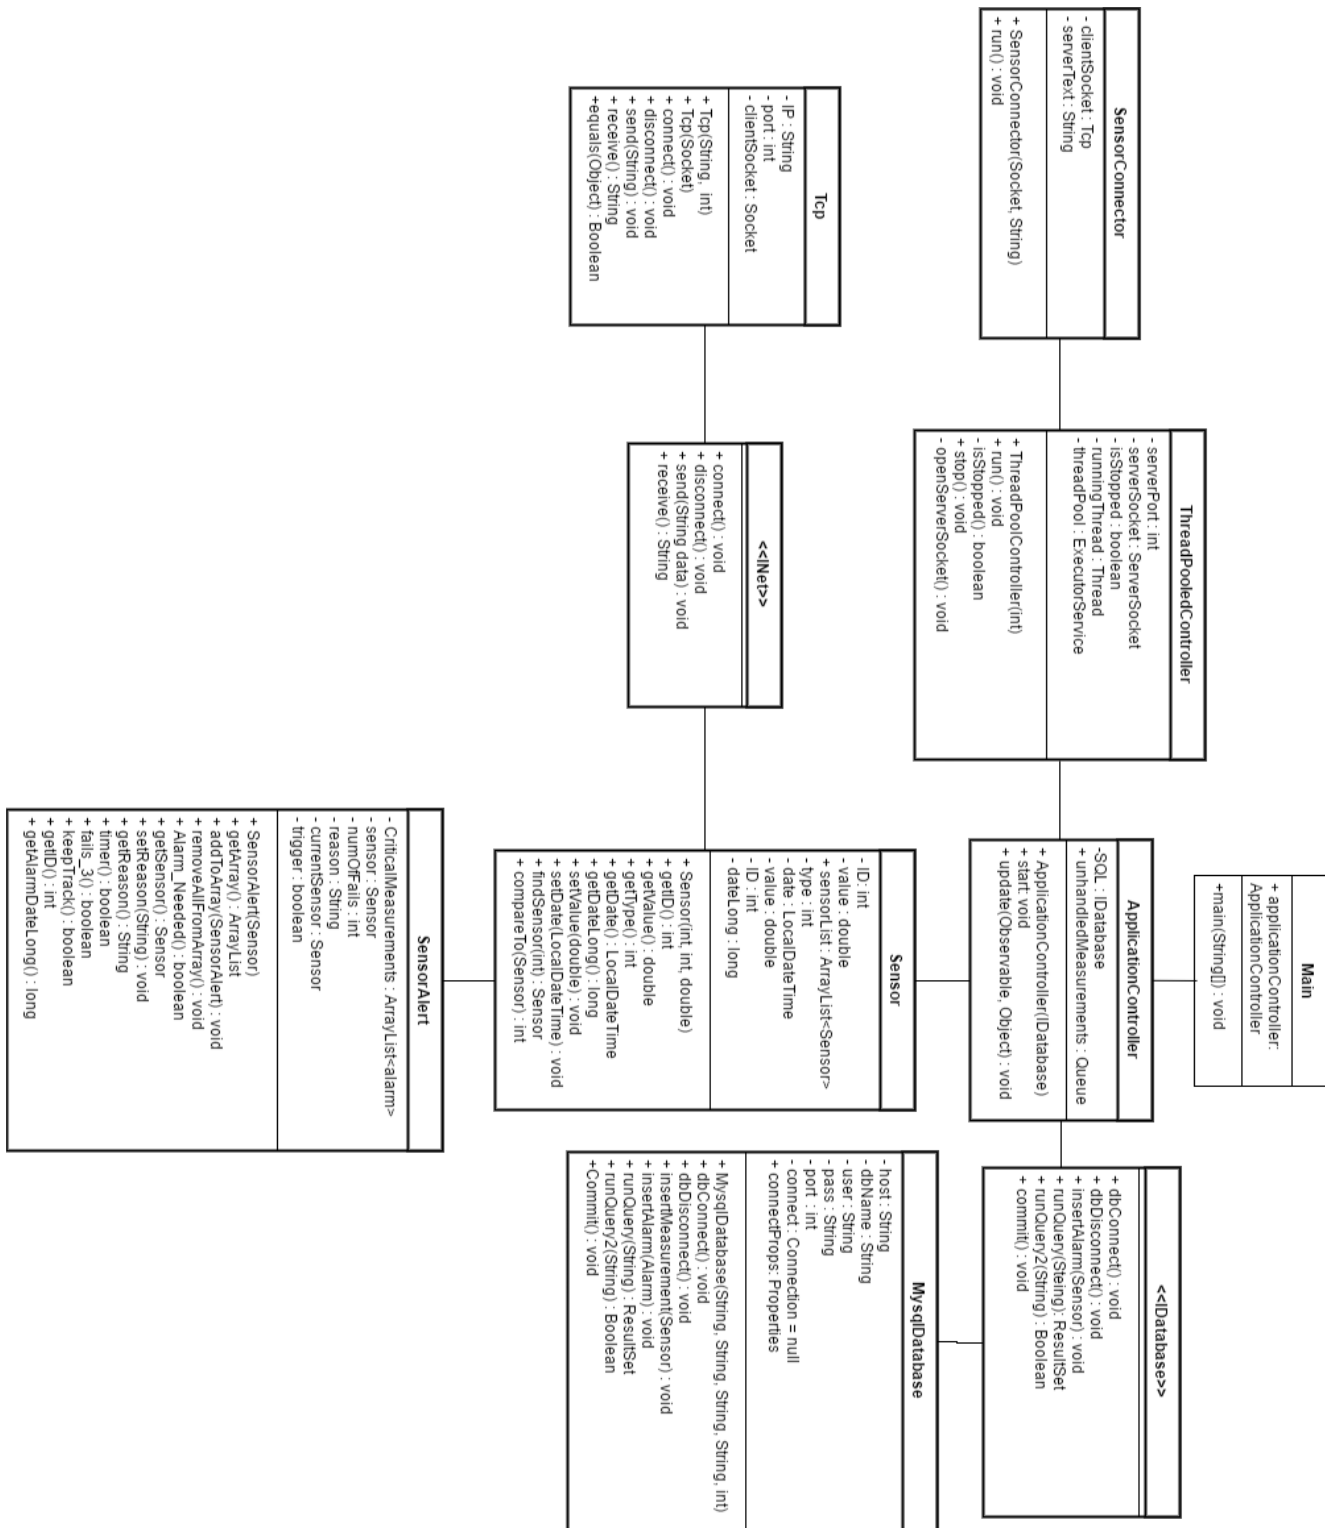 Main
+ applicationController:
ApplicationController
+main(String[]) : void
SensorConnector
- clientSocket : Tcp
- serverText : String
+ SensorConnector(Socket, String)
+ run() : void
ThreadPooledController
- serverPort : int
- serverSocket : ServerSocket
- isStopped : boolean
- runningThread : Thread
- threadPool : ExecutorService
+ ThreadPoolController(int)
+ run() : void
- isStopped() : boolean
+ stop() : void
- openServerSocket() : void
ApplicationController
-SQL : IDatabase
+ unhandledMeasurements : Queue
+ ApplicationController(IDatabase)
+ start: void
+ update(Observable, Object) : void
<<IDatabase>>
+ dbConnect() : void
+ dbDisconnect() : void
+ insertAlarm(Sensor) : void
+ runQuery(Steing): ResultSet
+ runQuery2(String) : Boolean
+ commit() : void
Tcp
- IP : String
- port : int
- clientSocket : Socket
+ Tcp(String, int)
+ Tcp(Socket)
+ connect() : void
+ disconnect() : void
+ send(String) : void
+ receive() : String
+equals(Object) : Boolean
<<INet>>
+ connect() : void
+ disconnect() : void
+ send(String data) : void
+ receive() : String
Sensor
- ID: int
- value : double
+ sensorList : ArrayList<Sensor>
- type : int
- date : LocalDateTime
- value : double
- ID : int
- dateLong : long
+ Sensor(int, int, double)
+ getID() : int
+ getValue() : double
+ getType() : int
+ getDate() : LocalDateTime
+ getDateLong() : long
+ setValue(double) : void
+ setDate(LocalDateTime) : void
+ findSensor(int) : Sensor
+ compareTo(Sensor) : int
MysqlDatabase
- host : String
- dbName : String
- user : String
- pass : String
- port : int
- connect : Connection = null
+ connectProps: Properties
+ MysqlDatabase(String, String, String, String, int)
+ dbConnect() : void
+ dbDisconnect() : void
+ insertMeasurement(Sensor) : void
+ insertAlarm(Alarm) : void
+ runQuery(String) : ResultSet
+ runQuery2(String) : Boolean
+Commit() : void
SensorAlert
- CriticalMeasurements : ArrayList<alarm>
- sensor : Sensor
- numOfFails : int
- reason : String
- currentSensor : Sensor
- trigger : boolean
+ SensorAlert(Sensor)
+ getArray() : ArrayList
+ addToArray(SensorAlert) : void
+ removeAllFromArray() : void
+ Alarm_Needed() : boolean
+ getSensor() : Sensor
+ setReason(String) : void
+ getReason() : String
+ timer() : boolean
+ fails_3() : boolean
+ keepTrack() : boolean
+ getID() : int
+ getAlarmDateLong() : long